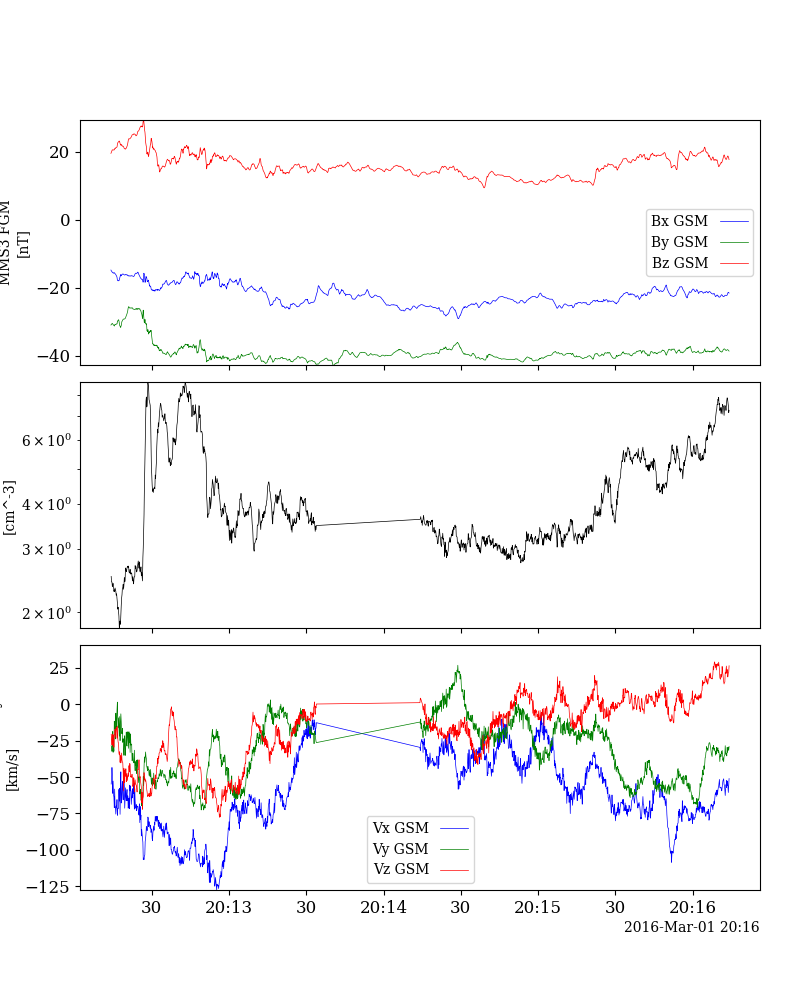 20
0
−20
−40
MMS3 FGM
[nT]
Bx GSM
By GSM
Bz GSM
6 × 10⁰
4 × 10⁰
3 × 10⁰
2 × 10⁰
[cm^-3]
25
0
−25
−50
−75
−100
−125
[km/s]
Vx GSM
Vy GSM
Vz GSM
30 20:13 30 20:14 30 20:15 30 20:16
2016-Mar-01 20:16